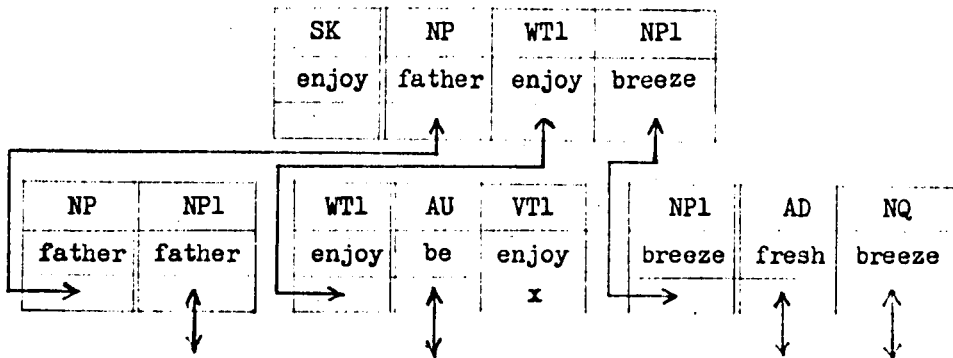 SK NP WT1 NP1
enjoy father enjoy breeze
NP NP1 WT1 AU VT1 NP1 AD NQ
father father enjoy be enjoy breeze fresh breeze
x